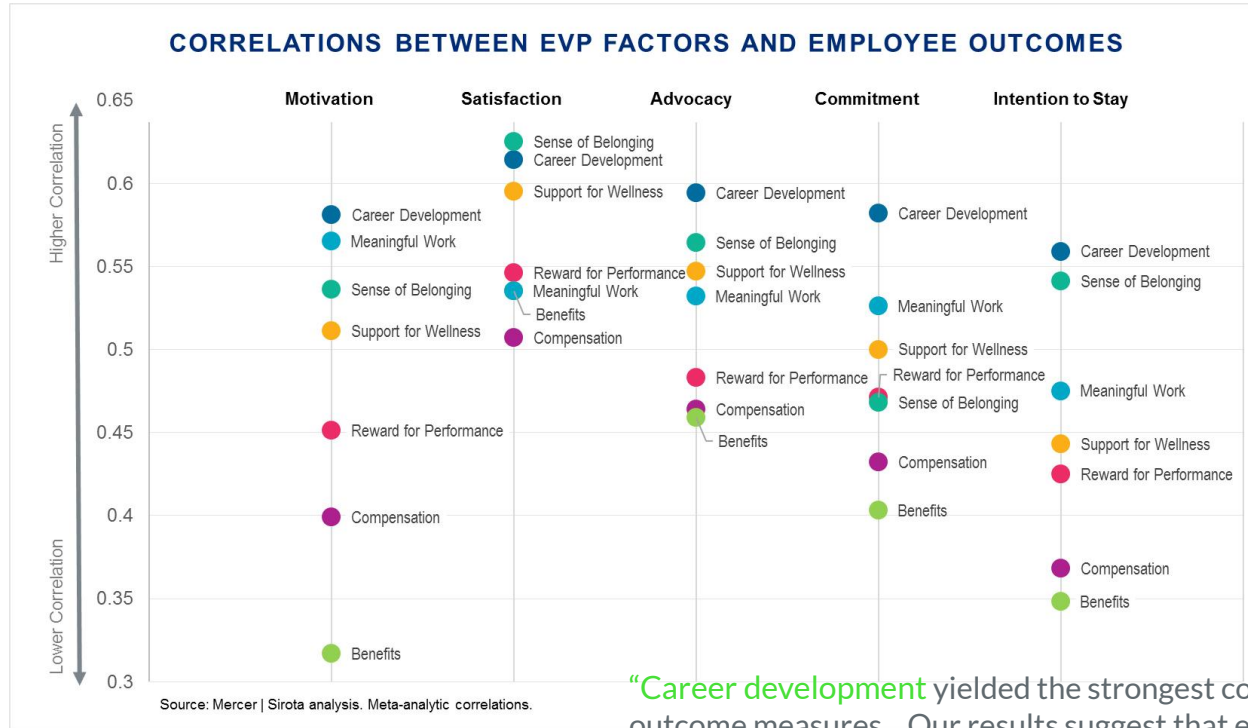 CORRELATIONS BETWEEN EVP FACTORS AND EMPLOYEE OUTCOMES
Motivation
Satisfaction
Advocacy
Commitment
Intention to Stay
Higher Correlation
Lower Correlation
0.65
0.6
0.55
0.5
0.45
0.4
0.35
0.3
Career Development
Meaningful Work
Sense of Belonging
Support for Wellness
Reward for Performance
Compensation
Benefits
Sense of Belonging
Career Development
Support for Wellness
Reward for Performance
Meaningful Work
Benefits
Compensation
Career Development
Sense of Belonging
Support for Wellness
Meaningful Work
Reward for Performance
Compensation
Benefits
Career Development
Meaningful Work
Support for Wellness
Reward for Performance
Sense of Belonging
Compensation
Benefits
Career Development
Sense of Belonging
Meaningful Work
Support for Wellness
Reward for Performance
Compensation
Benefits
Source: Mercer | Sirota analysis. Meta-analytic correlations.
“Career development yielded the strongest
outcome measures
Our results suggest that